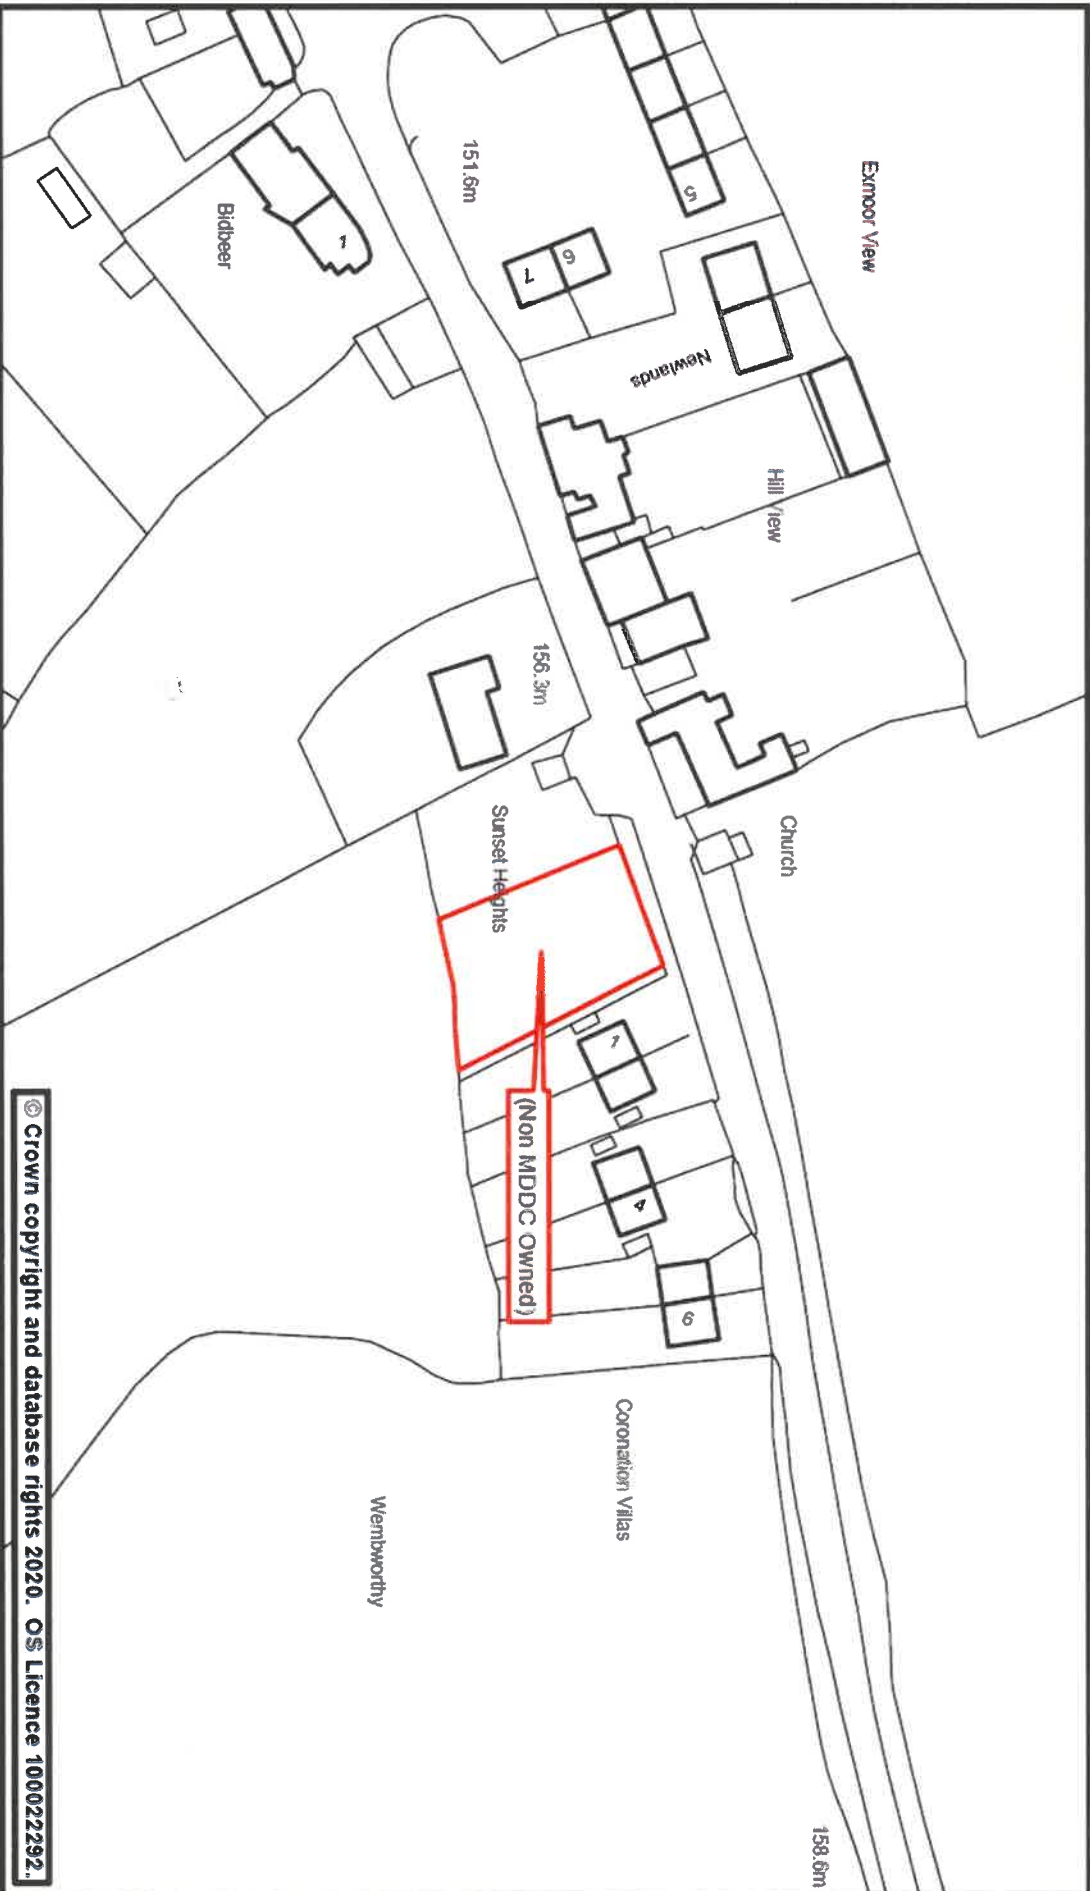 Exmoor View
151.6m
5
Bidbeer
1
6
7
Newlands
Hill View
156.3m
Church
Sunset Heights
1
(Non MDDC Owned)
4
6
Coronation Villas
Wembworthy
158.6m
© Crown copyright and database rights 2020. OS Licence 100022292.